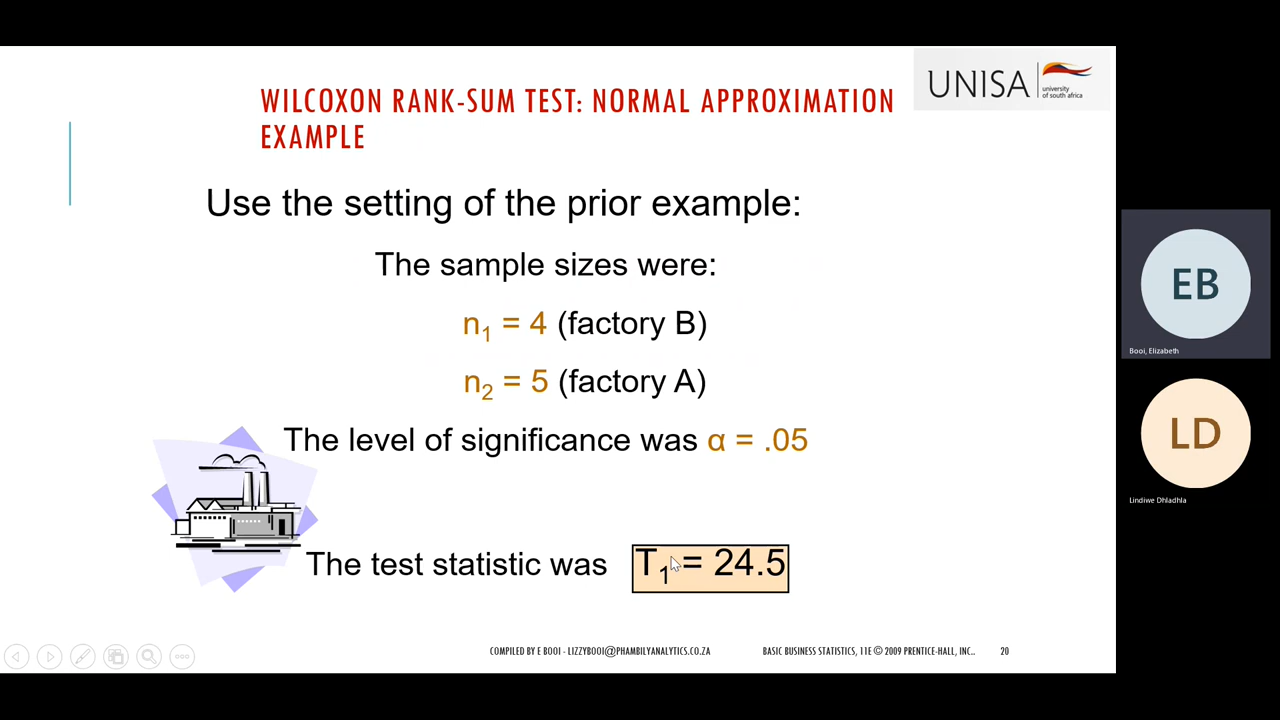 UNISA
university
of south africa
WILCOXON RANK-SUM TEST: NORMAL APPROXIMATION
EXAMPLE
Use the setting of the prior example:
The sample sizes were:
n1 = 4 (factory B)
n2 = 5 (factory A)
The level of significance was α = .05
The test statistic was T1 = 24.5
COMPILED BY E BOOI - LIZZYBOOI@PHAMBILYANALYTICS.CO.ZA
BASIC BUSINESS STATISTICS, 11E © 2009 PRENTICE-HALL, INC..
20
EB
Booi, Elizabeth
LD
Lindiwe Dhladhla